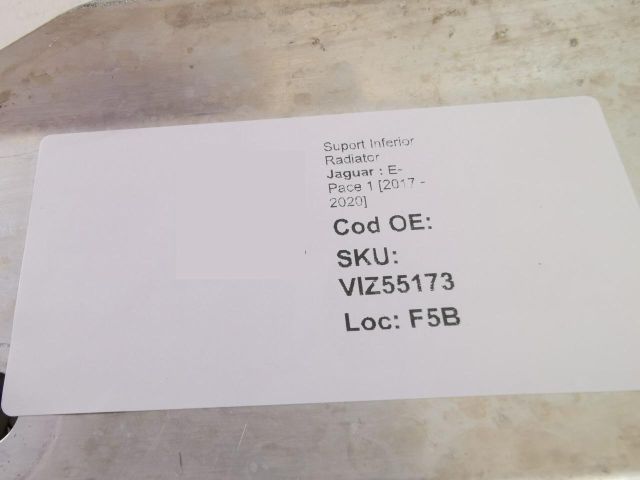 Suport Inferior
Radiator
Jaguar : E-
Pace 1 [2017 -
2020]
Cod OE:
SKU:
VIZ55173
Loc: F5B